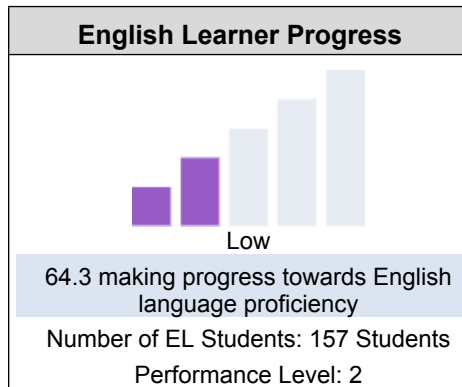 English Learner Progress
Low
64.3 making progress towards English
language proficiency
Number of EL Students: 157 Students
Performance Level: 2